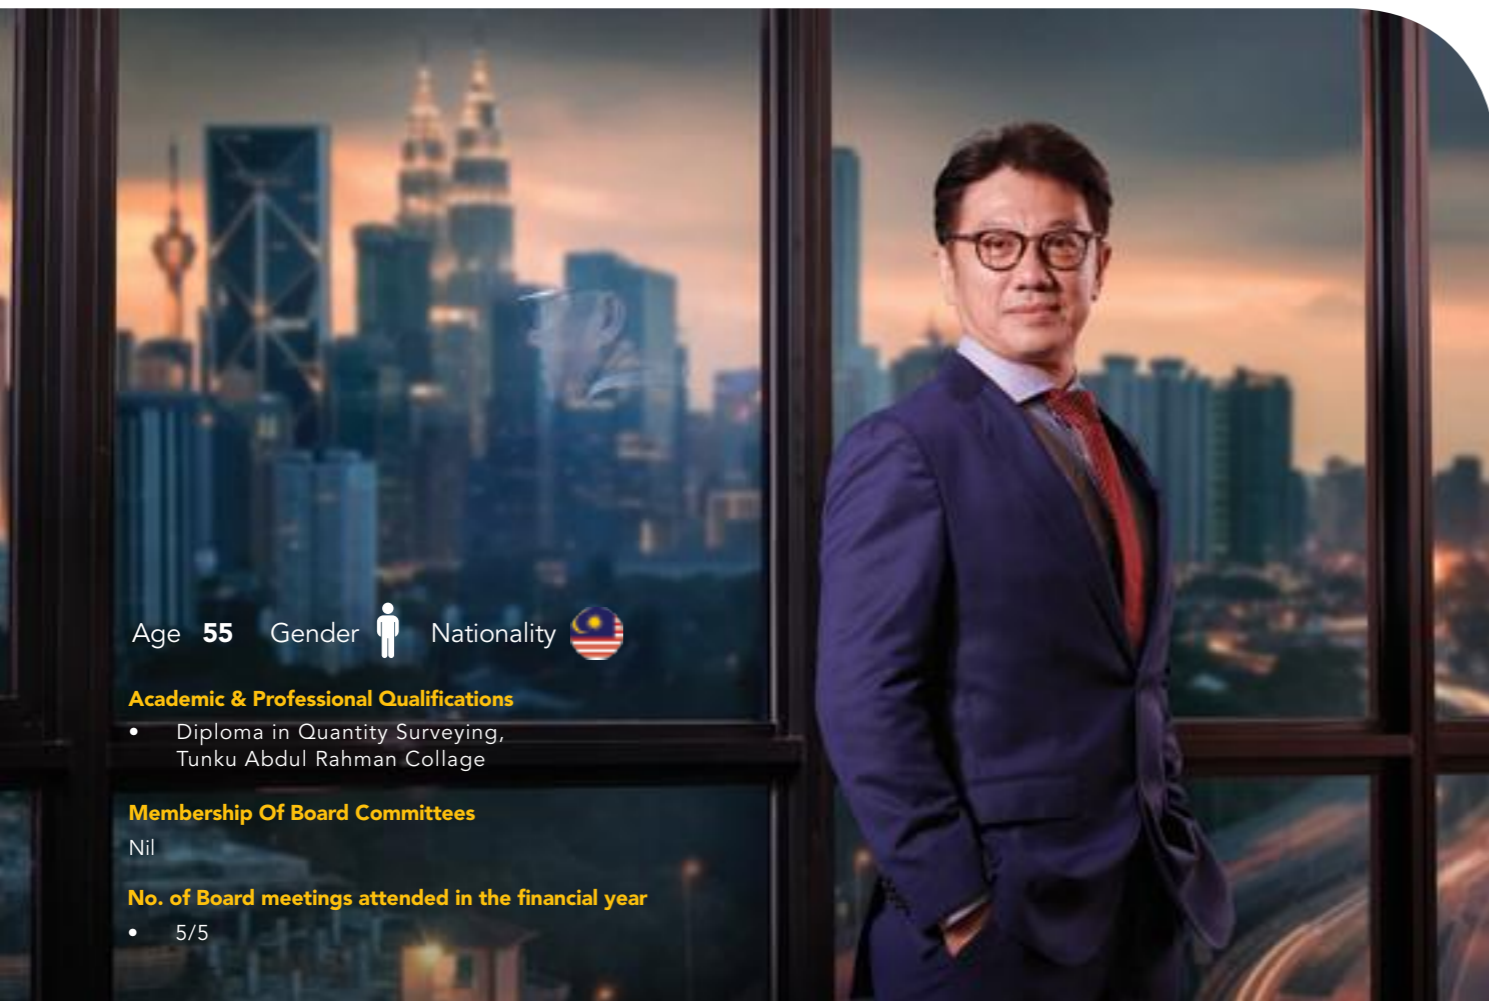 Age 55 Gender Nationality
Academic & Professional Qualifications
• Diploma in Quantity Surveying,
Tunku Abdul Rahman Collage
Membership Of Board Committees
Nil
No. of Board meetings attended in the financial year
• 5/5